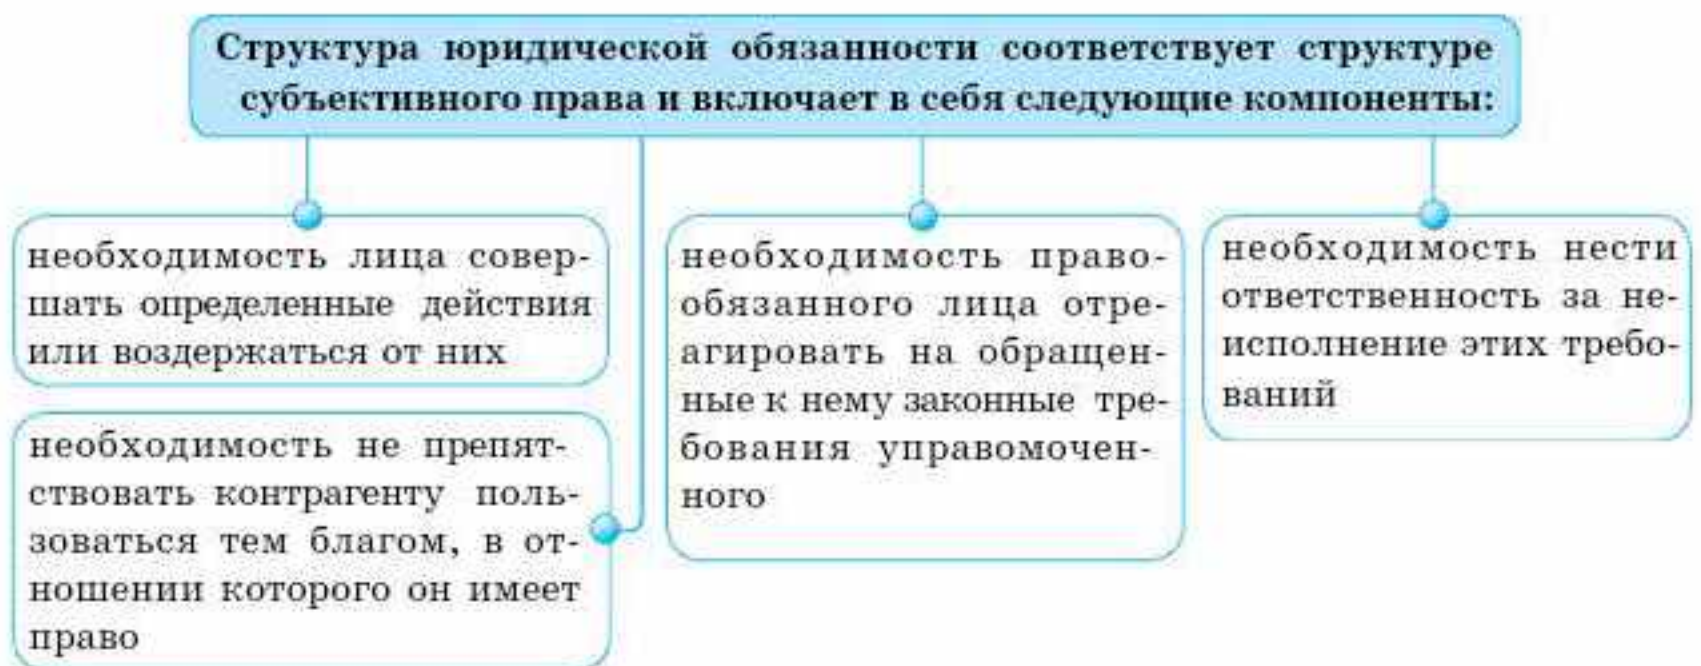 Структура юридической обязанности соответствует структуре
субъективного права и включает в себя следующие компоненты:
необходимость лица совер-
шать определенные действия
или воздержаться от них
необходимость не препят-
ствовать контрагенту поль-
зоваться тем благом, в от-
ношении которого он имеет
право
необходимость право-
обязанного лица отре-
агировать на обращен-
ные к нему законные тре-
бования управомочен-
ного
необходимость нести
ответственность за не-
исполнение этих требо-
ваний